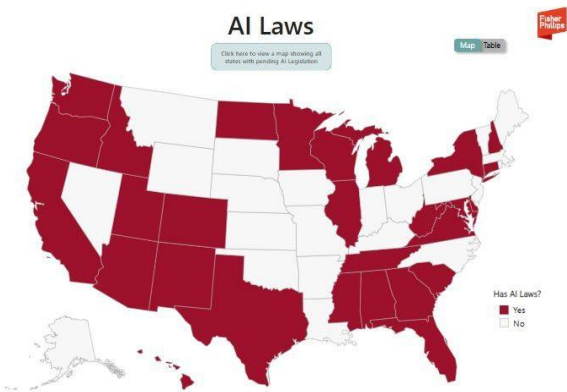 AI Laws
Fisher
Phillips
Click here to view a map showing all
states with pending AI Legislation
Map Table
Has AI Laws?
Yes
No